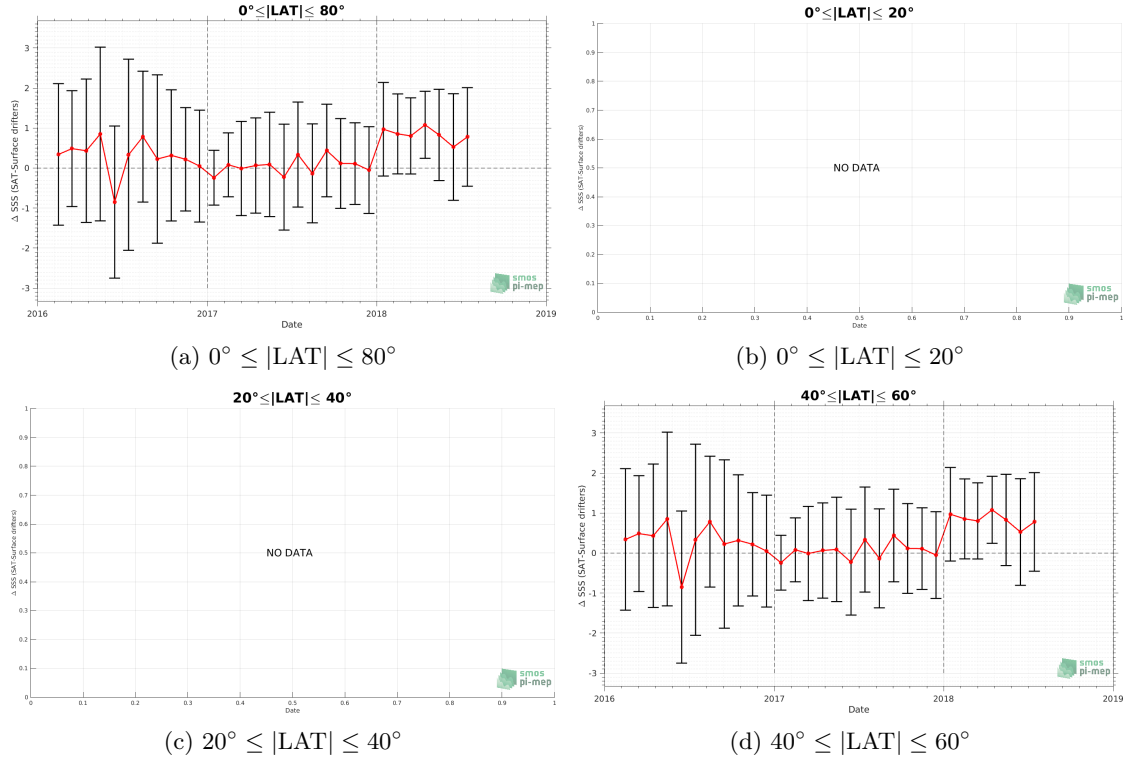 0°≤|LAT|≤ 80°
Δ SSS (SAT-Surface drifters)
3
2
1
0
-1
-2
-3
2016
2017
2018
2019
Date
smos
pi-mep
(a) 0° ≤ |LAT| ≤ 80°
0°≤|LAT|≤ 20°
Δ SSS (SAT-Surface drifters)
1
0.9
0.8
0.7
0.6
0.5
0.4
0.3
0.2
0.1
0
NO DATA
0 0.1 0.2 0.3 0.4 0.5 0.6 0.7 0.8 0.9 1
Date
smos
pi-mep
(b) 0° ≤ |LAT| ≤ 20°
20°≤|LAT|≤ 40°
Δ SSS (SAT-Surface drifters)
1
0.9
0.8
0.7
0.6
0.5
0.4
0.3
0.2
0.1
0
NO DATA
0 0.1 0.2 0.3 0.4 0.5 0.6 0.7 0.8 0.9 1
Date
smos
pi-mep
(c) 20° ≤ |LAT| ≤ 40°
40°≤|LAT|≤ 60°
Δ SSS (SAT-Surface drifters)
3
2
1
0
-1
-2
-3
2016
2017
2018
2019
Date
smos
pi-mep
(d) 40° ≤ |LAT| ≤ 60°